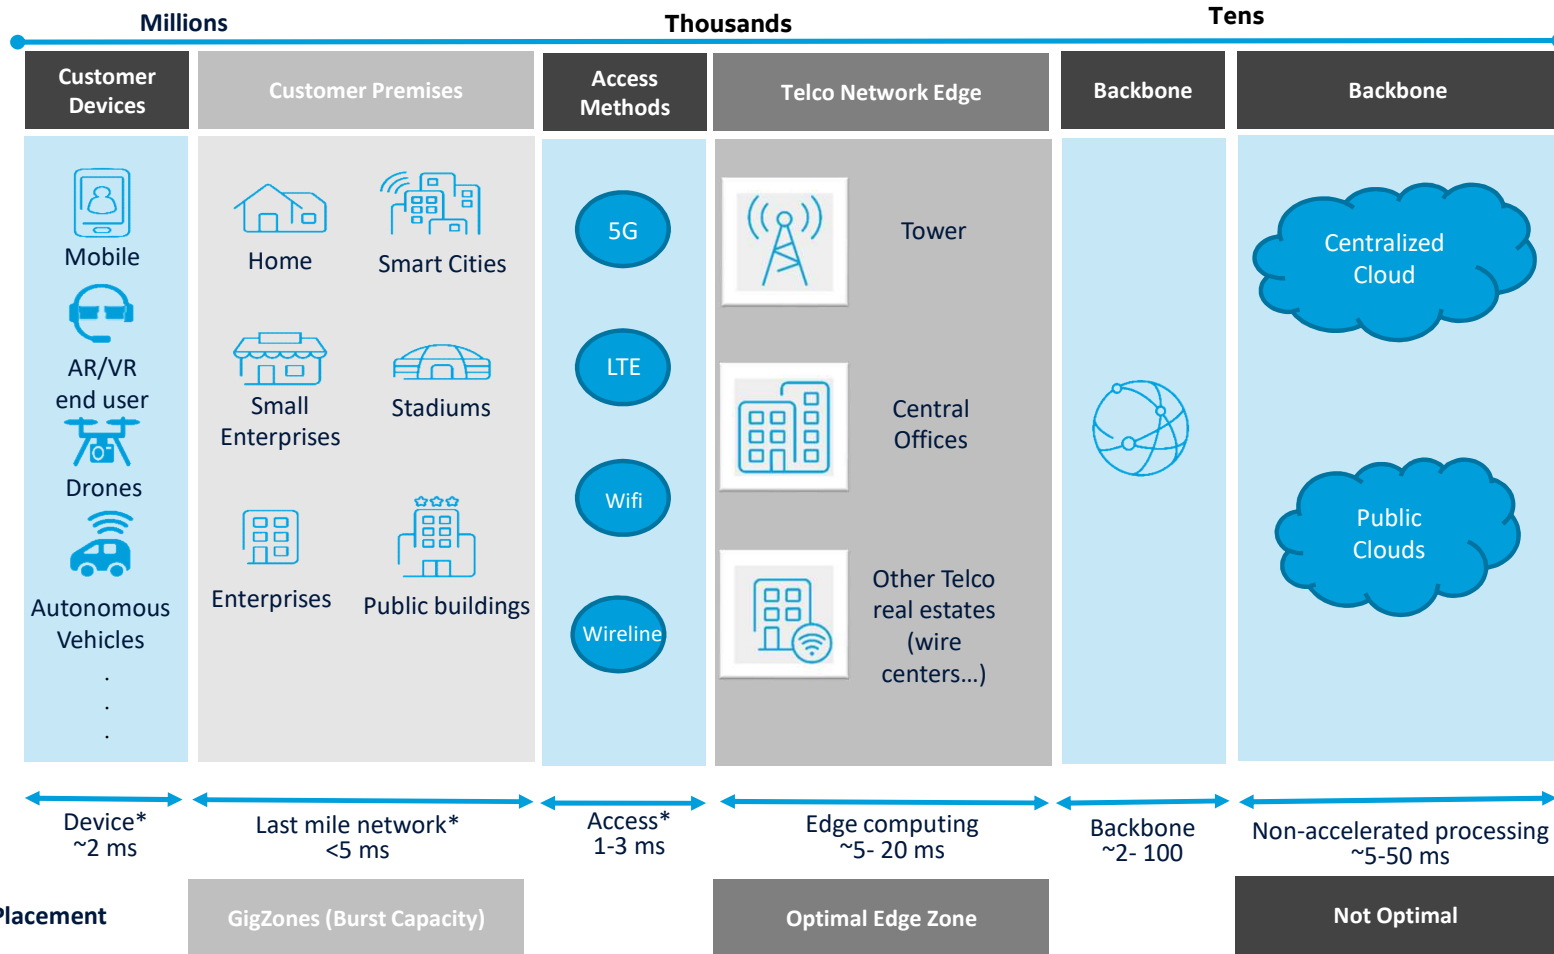 Millions
Thousands
Tens
Customer
Devices
Customer Premises
Access
Methods
Telco Network Edge
Backbone
Backbone
Mobile
AR/VR
end user
Drones
Autonomous
Vehicles
.
.
.
Home
Smart Cities
Small
Enterprises
Stadiums
Enterprises
Public buildings
5G
LTE
Wifi
Wireline
Tower
Central
Offices
Other Telco
real estates
(wire
centers...)
Centralized
Cloud
Public
Clouds
Device*
~2 ms
Last mile network*
<5 ms
Access*
1-3 ms
Edge computing
~5- 20 ms
Backbone
~2- 100
Non-accelerated processing
~5-50 ms
Placement
GigZones (Burst Capacity)
Optimal Edge Zone
Not Optimal